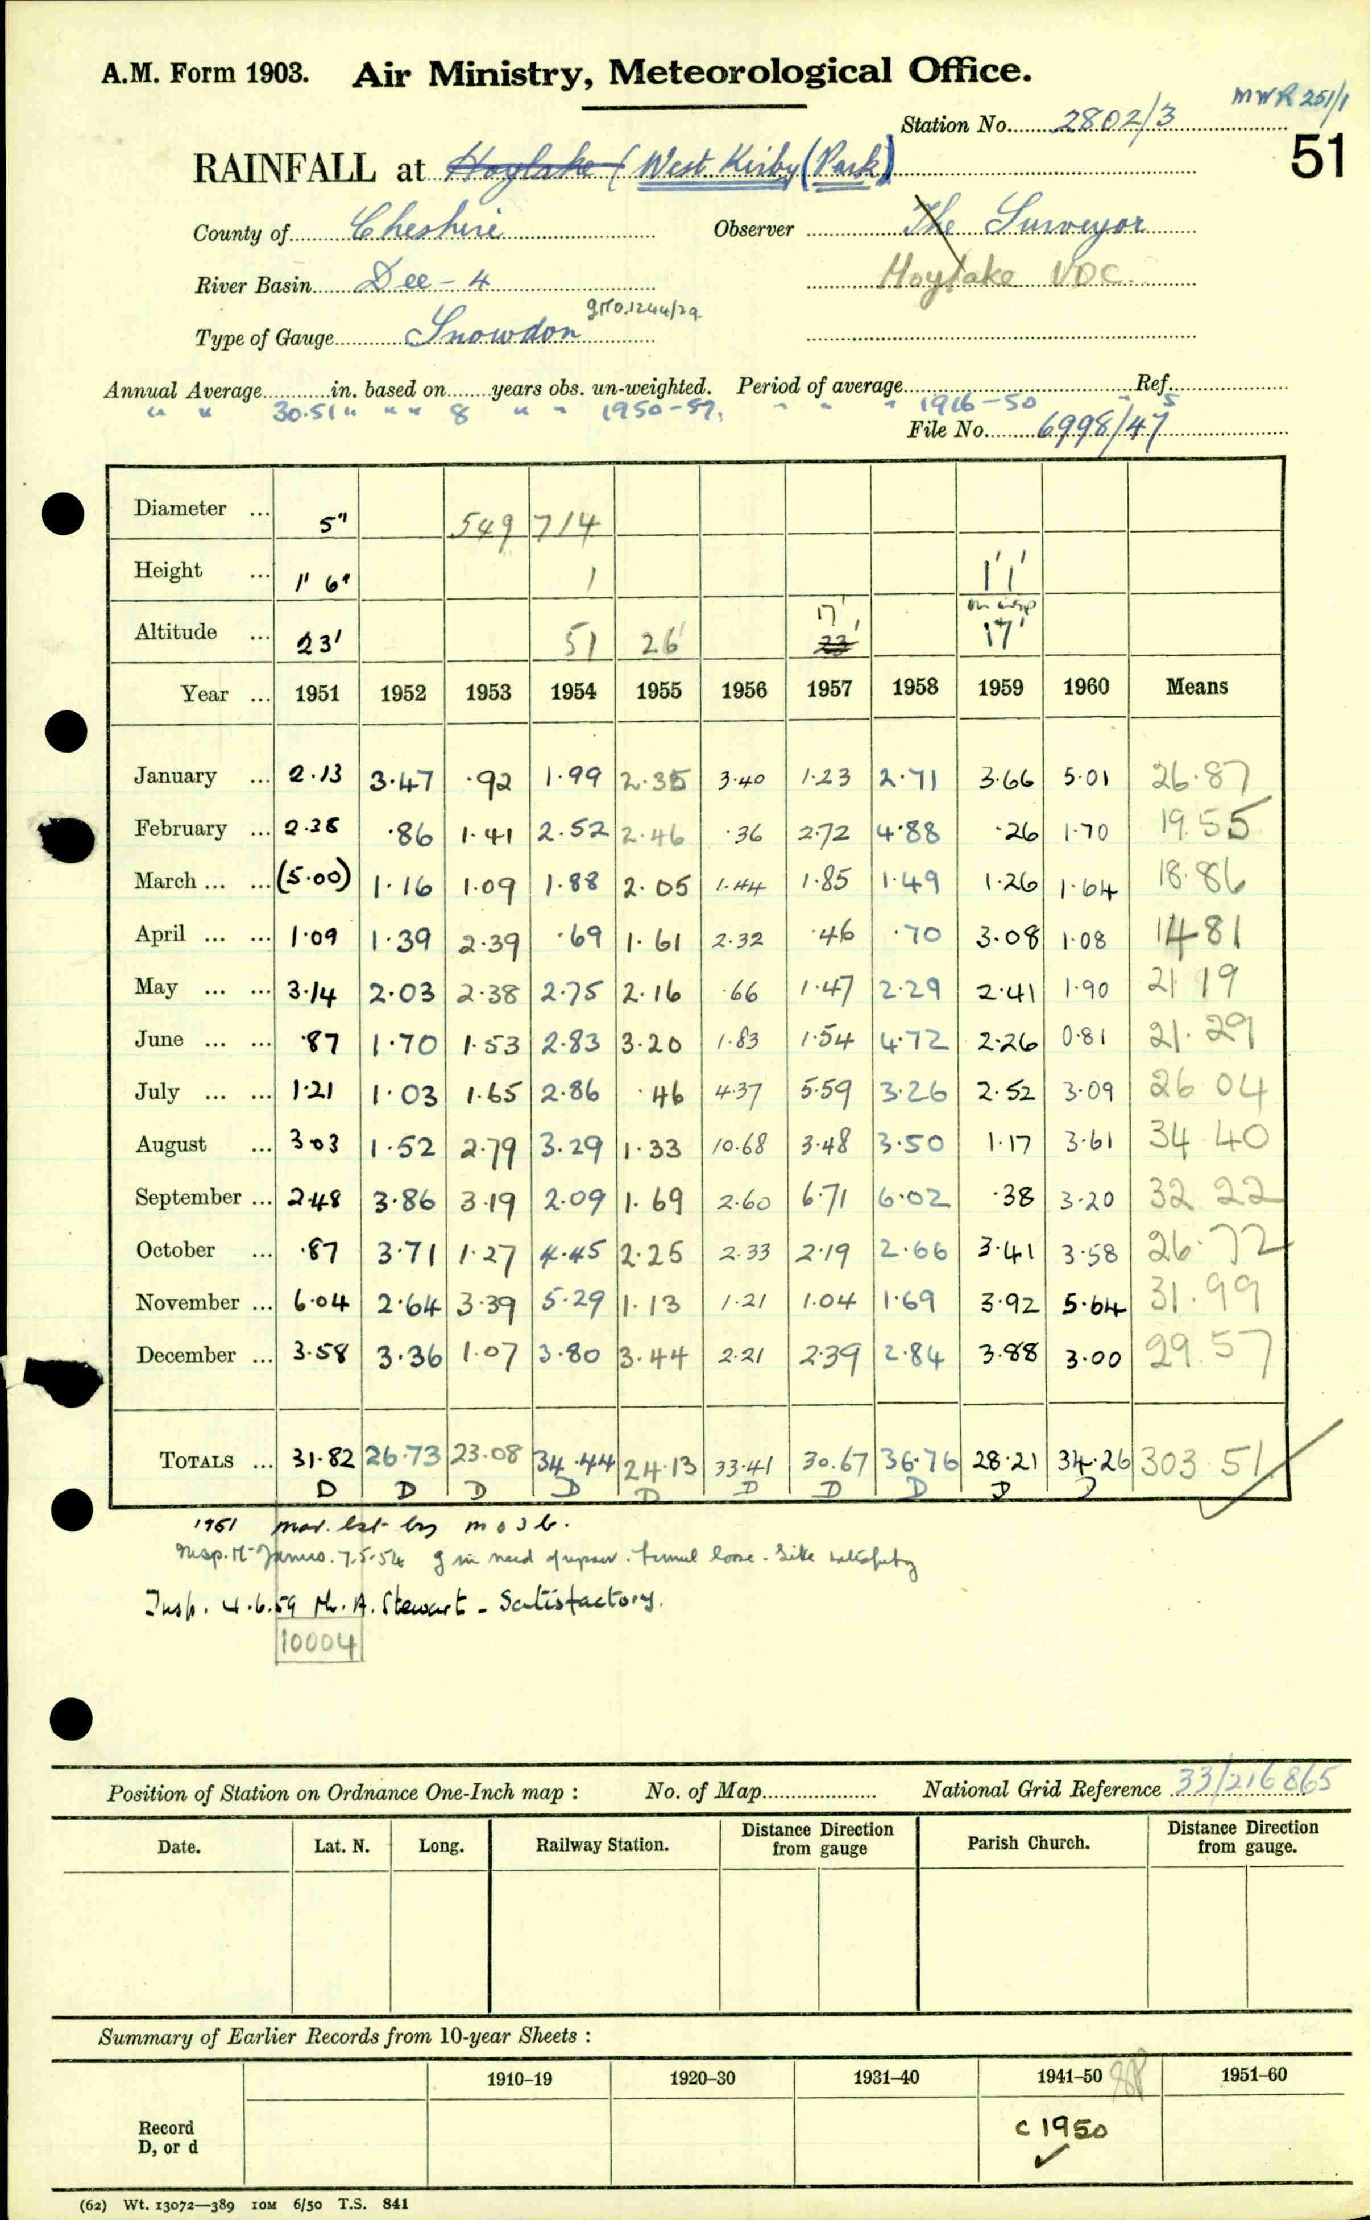 MWR 251/1
A.M. Form 1903. Air Ministry, Meteorological Office.
Station No. 2802/3
51
RAINFALL at Hoylake ( West Kirby (Park)
County of Cheshire Observer The Surveyor
River Basin Dee - 4 Hoylake UDC
Type of Gauge Snowdon
Annual Average in. based on years obs. un-weighted. Period of average Ref.
" " 30.51 " " " 8 " " 1950-57. " " " 1916-50 " 5
File No. 6998/47
Diameter ... 5" 549 714
Height ... 1' 6" 1 1' 1'
Altitude ... 23' 51 26' 17' 23' on insp 17'
Year ... 1951 1952 1953 1954 1955 1956 1957 1958 1959 1960 Means
January ... 2.13 3.47 .92 1.99 2.35 3.40 1.23 2.71 3.66 5.01 26.87
February ... 2.38 .86 1.41 2.52 2.46 .36 2.72 4.88 .26 1.70 19.55
March ... ... (5.00) 1.16 1.09 1.88 2.05 1.44 1.85 1.49 1.26 1.64 18.86
April ... ... 1.09 1.39 2.39 .69 1.61 2.32 .46 .70 3.08 1.08 14 81
May ... ... 3.14 2.03 2.38 2.75 2.16 .66 1.47 2.29 2.41 1.90 21 19
June ... ... .87 1.70 1.53 2.83 3.20 1.83 1.54 4.72 2.26 0.81 21.29
July ... ... 1.21 1.03 1.65 2.86 .46 4.37 5.59 3.26 2.52 3.09 26 04
August ... 3.03 1.52 2.79 3.29 1.33 10.68 3.48 3.50 1.17 3.61 34 40
September ... 2.48 3.86 3.19 2.09 1.69 2.60 6.71 6.02 .38 3.20 32 22
October ... .87 3.71 1.27 4.45 2.25 2.33 2.19 2.66 3.41 3.58 26.72
November ... 6.04 2.64 3.39 5.29 1.13 1.21 1.04 1.69 3.92 5.64 31.99
December ... 3.58 3.36 1.07 3.80 3.44 2.21 2.39 2.84 3.88 3.00 29.57
TOTALS ... 31.82 26.73 23.08 34.44 24.13 33.41 30.67 36.76 28.21 34.26 303 51
D D D D D D D D D D
1951 mar. est by m o 3 b.
Insp. Mr James. 7.5.54 g in need of repair. funnel loose. Site satisfactory
Insp. 4.6.59 Mr. A. Stewart - Satisfactory.
10004
Position of Station on Ordnance One-Inch map : No. of Map National Grid Reference 33/216865
Date. Lat. N. Long. Railway Station. Distance Direction from gauge Parish Church. Distance Direction from gauge.
Summary of Earlier Records from 10-year Sheets :
1910-19 1920-30 1931-40 1941-50 1951-60
Record D, or d c 1950
(62) Wt. 13072—389 10M 6/50 T.S. 841